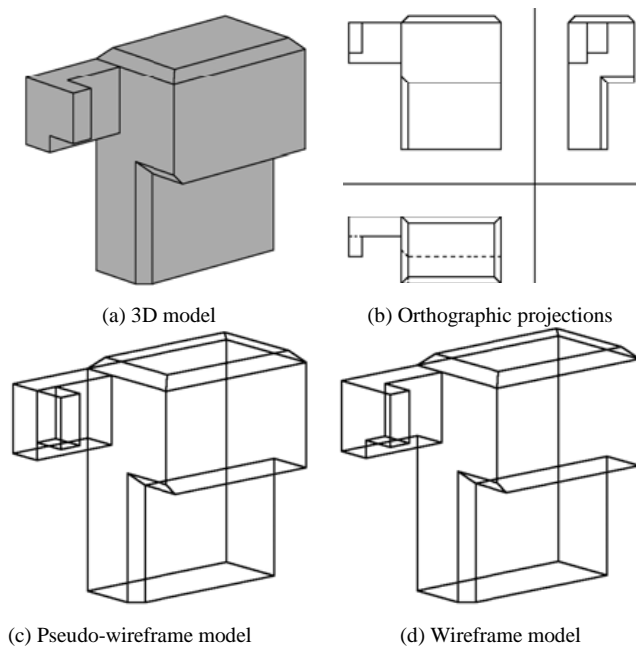 (a) 3D model
(b) Orthographic projections
(c) Pseudo-wireframe model
(d) Wireframe model